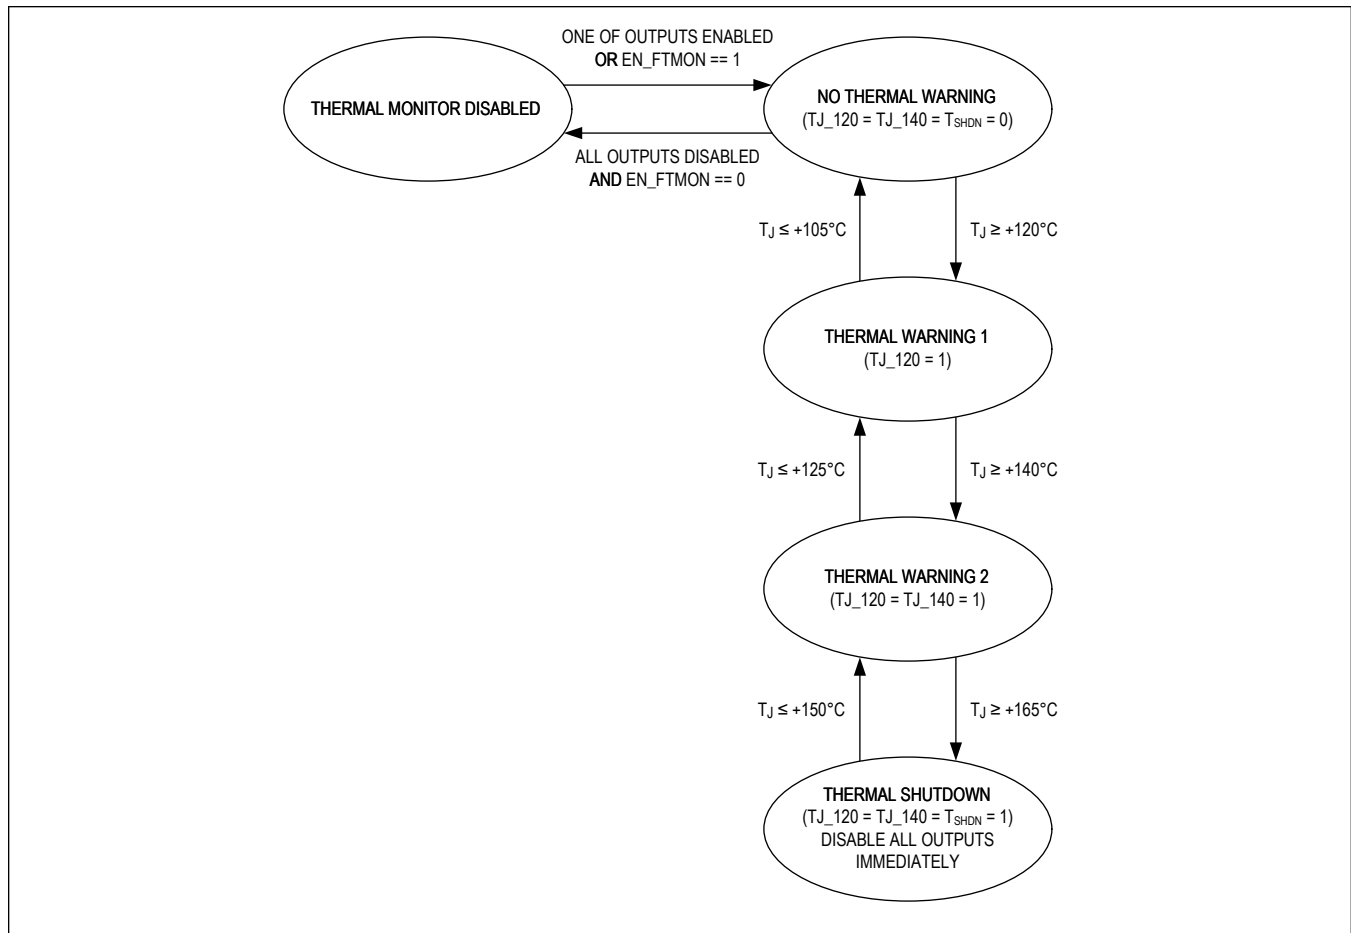 ONE OF OUTPUTS ENABLED
OR EN_FTMON == 1
THERMAL MONITOR DISABLED
NO THERMAL WARNING
(TJ_120 = TJ_140 = TSHDN = 0)
ALL OUTPUTS DISABLED
AND EN_FTMON == 0
TJ ≤ +105°C
TJ ≥ +120°C
THERMAL WARNING 1
(TJ_120 = 1)
TJ ≤ +125°C
TJ ≥ +140°C
THERMAL WARNING 2
(TJ_120 = TJ_140 = 1)
TJ ≤ +150°C
TJ ≥ +165°C
THERMAL SHUTDOWN
(TJ_120 = TJ_140 = TSHDN = 1)
DISABLE ALL OUTPUTS
IMMEDIATELY